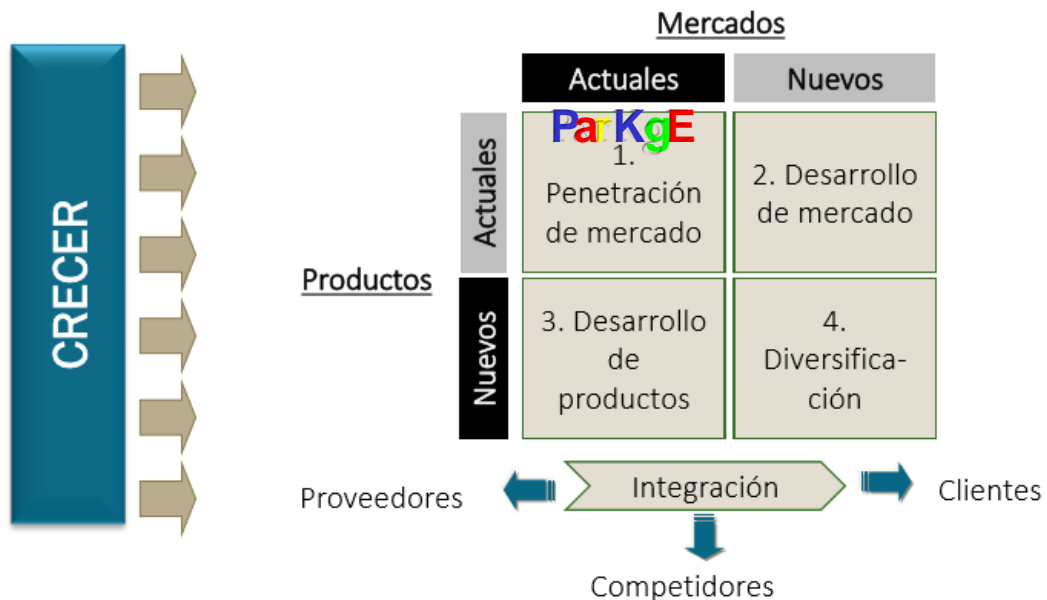 Mercados
Actuales
Nuevos
CRECER
Productos
Actuales
ParKgE
1.
Penetración
de mercado
2. Desarrollo
de mercado
Nuevos
3. Desarrollo
de
productos
4.
Diversifica-
ción
Proveedores
Integración
Clientes
Competidores